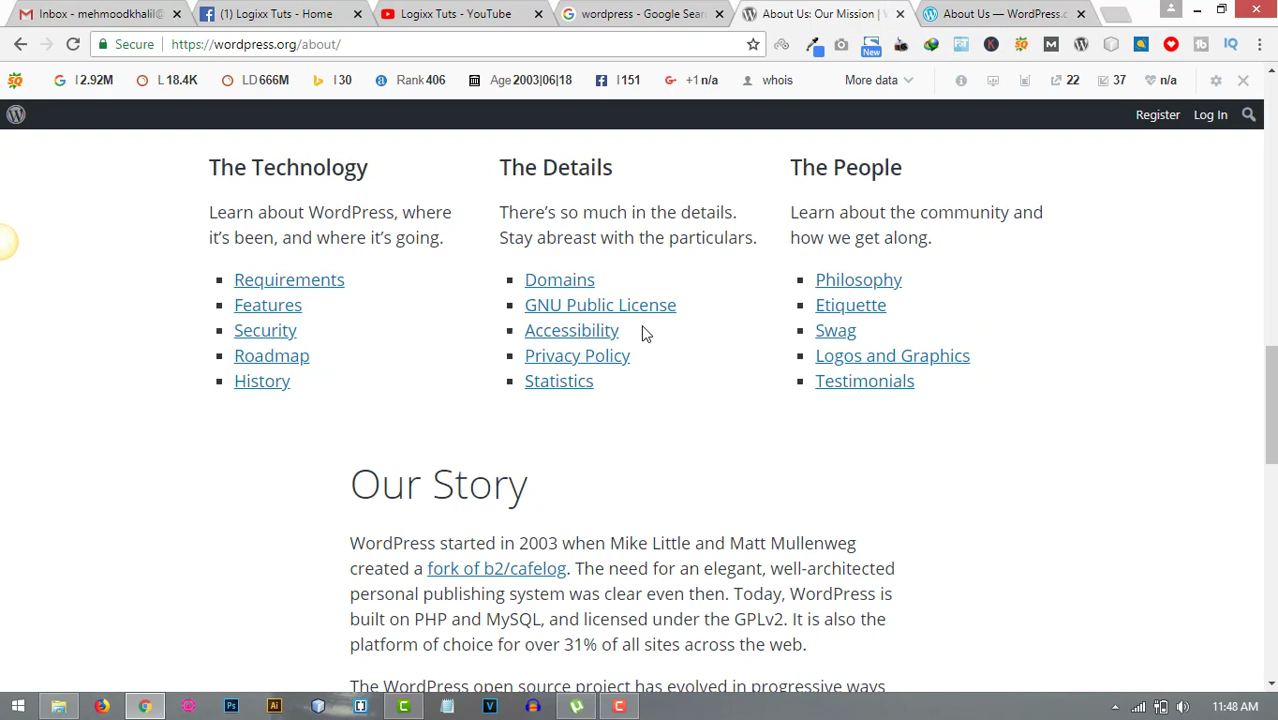 Inbox - mehmoodkhalil@
(1) Logixx Tuts - Home
Logixx Tuts - YouTube
wordpress - Google Sear
About Us: Our Mission | W
About Us — WordPress.c
Secure
https://wordpress.org/about/
New
I 2.92M
L 18.4K
LD 666M
I 30
Rank 406
Age 2003|06|18
I 151
+1 n/a
whois
More data
22
37
n/a
Register
Log In
The Technology
Learn about WordPress, where
it’s been, and where it’s going.
Requirements
Features
Security
Roadmap
History
The Details
There’s so much in the details.
Stay abreast with the particulars.
Domains
GNU Public License
Accessibility
Privacy Policy
Statistics
The People
Learn about the community and
how we get along.
Philosophy
Etiquette
Swag
Logos and Graphics
Testimonials
Our Story
WordPress started in 2003 when Mike Little and Matt Mullenweg
created a fork of b2/cafelog. The need for an elegant, well-architected
personal publishing system was clear even then. Today, WordPress is
built on PHP and MySQL, and licensed under the GPLv2. It is also the
platform of choice for over 31% of all sites across the web.
The WordPress open source project has evolved in progressive ways
11:48 AM